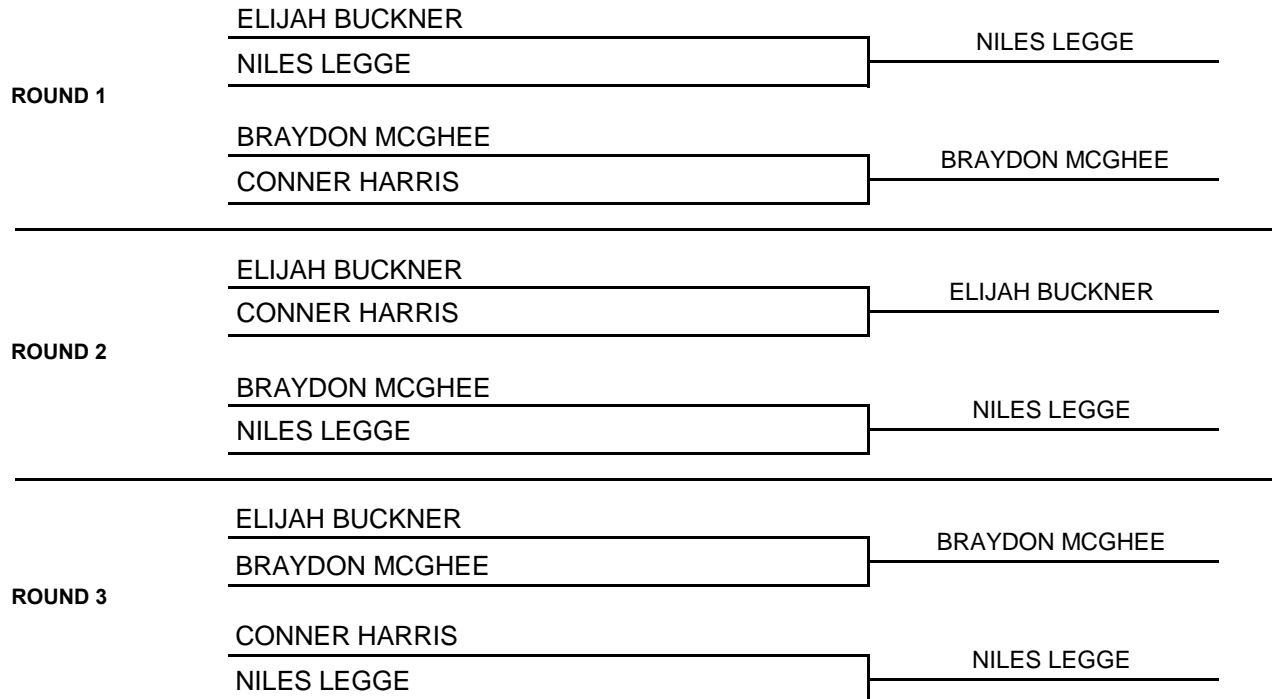 ELIJAH BUCKNER
NILES LEGGE
NILES LEGGE
ROUND 1
BRAYDON MCGHEE
BRAYDON MCGHEE
CONNER HARRIS
ELIJAH BUCKNER
ELIJAH BUCKNER
CONNER HARRIS
ROUND 2
BRAYDON MCGHEE
NILES LEGGE
NILES LEGGE
ELIJAH BUCKNER
BRAYDON MCGHEE
BRAYDON MCGHEE
ROUND 3
CONNER HARRIS
NILES LEGGE
NILES LEGGE